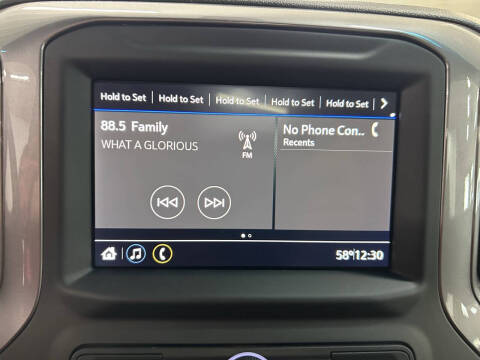 Hold to Set Hold to Set Hold to Set Hold to Set Hold to Set
88.5 Family
WHAT A GLORIOUS
FM
No Phone Con..
Recents
58° 12:30